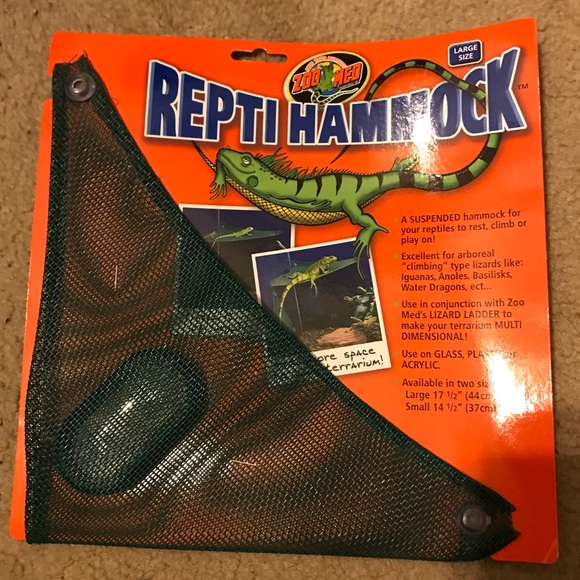 ZOO MED
LARGE
SIZE
REPTI HAMMOCK™
A SUSPENDED hammock for
your reptiles to rest, climb or
play on!
Excellent for arboreal
"climbing" type lizards like:
Iguanas, Anoles, Basilisks,
Water Dragons, ect...
Use in conjunction with Zoo
Med's LIZARD LADDER to
make your terrarium MULTI
DIMENSIONAL!
Use on GLASS, or
ACRYLIC.
Available in two
Large 17 1/2" (44cm
Small 14 1/2" (37cm)
space
terrarium!